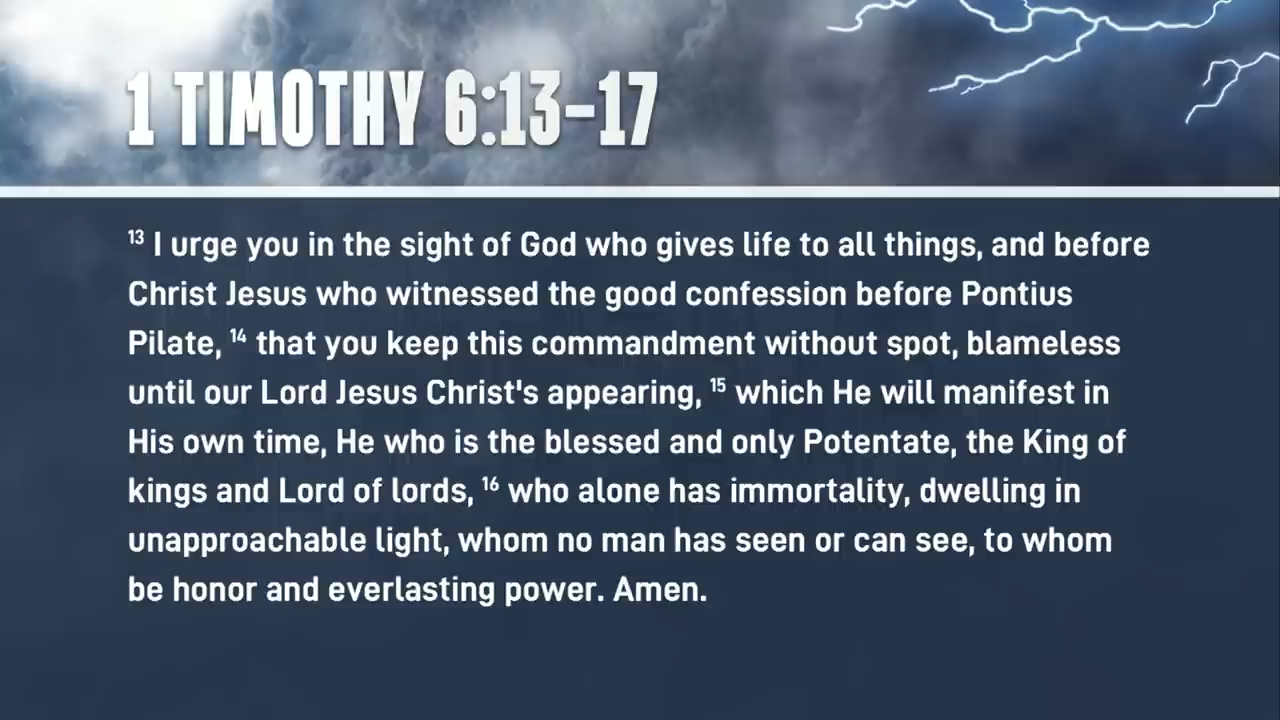 1 TIMOTHY 6:13–17
13 I urge you in the sight of God who gives life to all things, and before
Christ Jesus who witnessed the good confession before Pontius
Pilate, 14 that you keep this commandment without spot, blameless
until our Lord Jesus Christ's appearing, 15 which He will manifest in
His own time, He who is the blessed and only Potentate, the King of
kings and Lord of lords, 16 who alone has immortality, dwelling in
unapproachable light, whom no man has seen or can see, to whom
be honor and everlasting power. Amen.